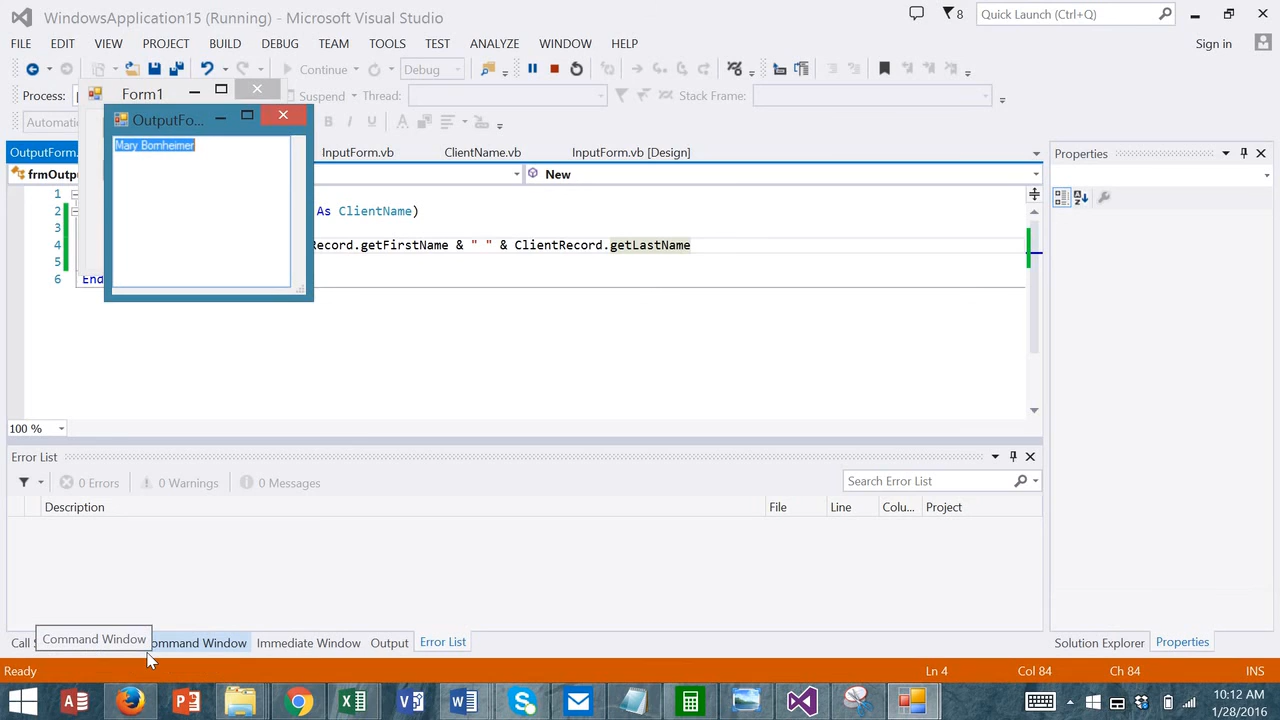 WindowsApplication15 (Running) - Microsoft Visual Studio
8
Quick Launch (Ctrl+Q)
FILE EDIT VIEW PROJECT BUILD DEBUG TEAM TOOLS TEST ANALYZE WINDOW HELP
Sign in
Continue
Debug
Process:
Form1
Suspend
Thread:
Stack Frame:
OutputFo...
Mary Bornheimer
OutputForm.
InputForm.vb
ClientName.vb
InputForm.vb [Design]
frmOutp
New
1
2 As ClientName)
3
4 Record.getFirstName & " " & ClientRecord.getLastName
5
6 End
100 %
Error List
0 Errors
0 Warnings
0 Messages
Search Error List
Description File Line Colu... Project
Call
Command Window
ommand Window
Immediate Window
Output
Error List
Properties
Solution Explorer
Properties
Ready
Ln 4
Col 84
Ch 84
INS
10:12 AM
1/28/2016